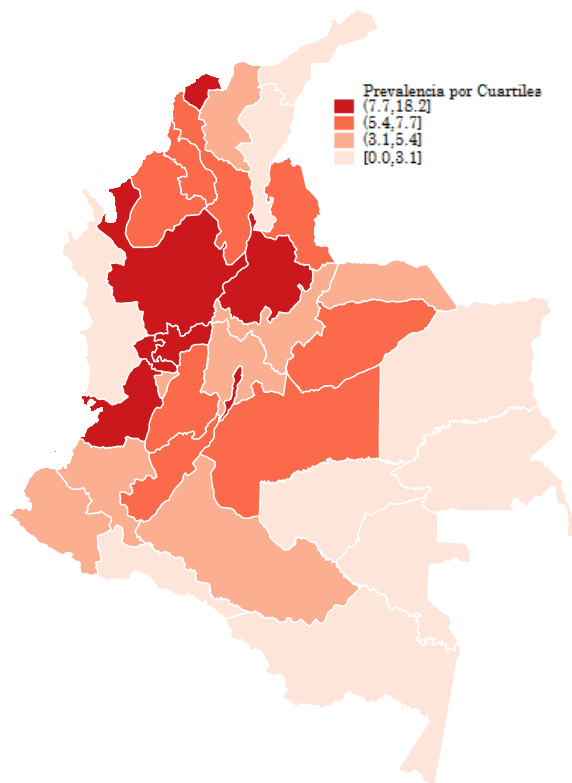 Prevalencia por Cuartiles
(7.7,18.2]
(5.4,7.7]
(3.1,5.4]
[0.0,3.1]